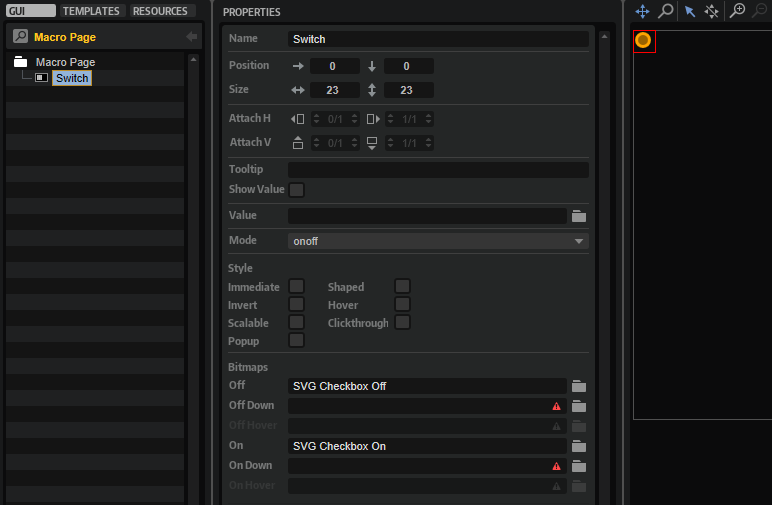 GUI TEMPLATES RESOURCES
Macro Page
Macro Page
Switch
PROPERTIES
Name Switch
Position 0 0
Size 23 23
Attach H 0/1 1/1
Attach V 0/1 1/1
Tooltip
Show Value
Value
Mode onoff
Style
Immediate Shaped
Invert Hover
Scalable Clickthrough
Popup
Bitmaps
Off SVG Checkbox Off
Off Down
Off Hover
On SVG Checkbox On
On Down
On Hover